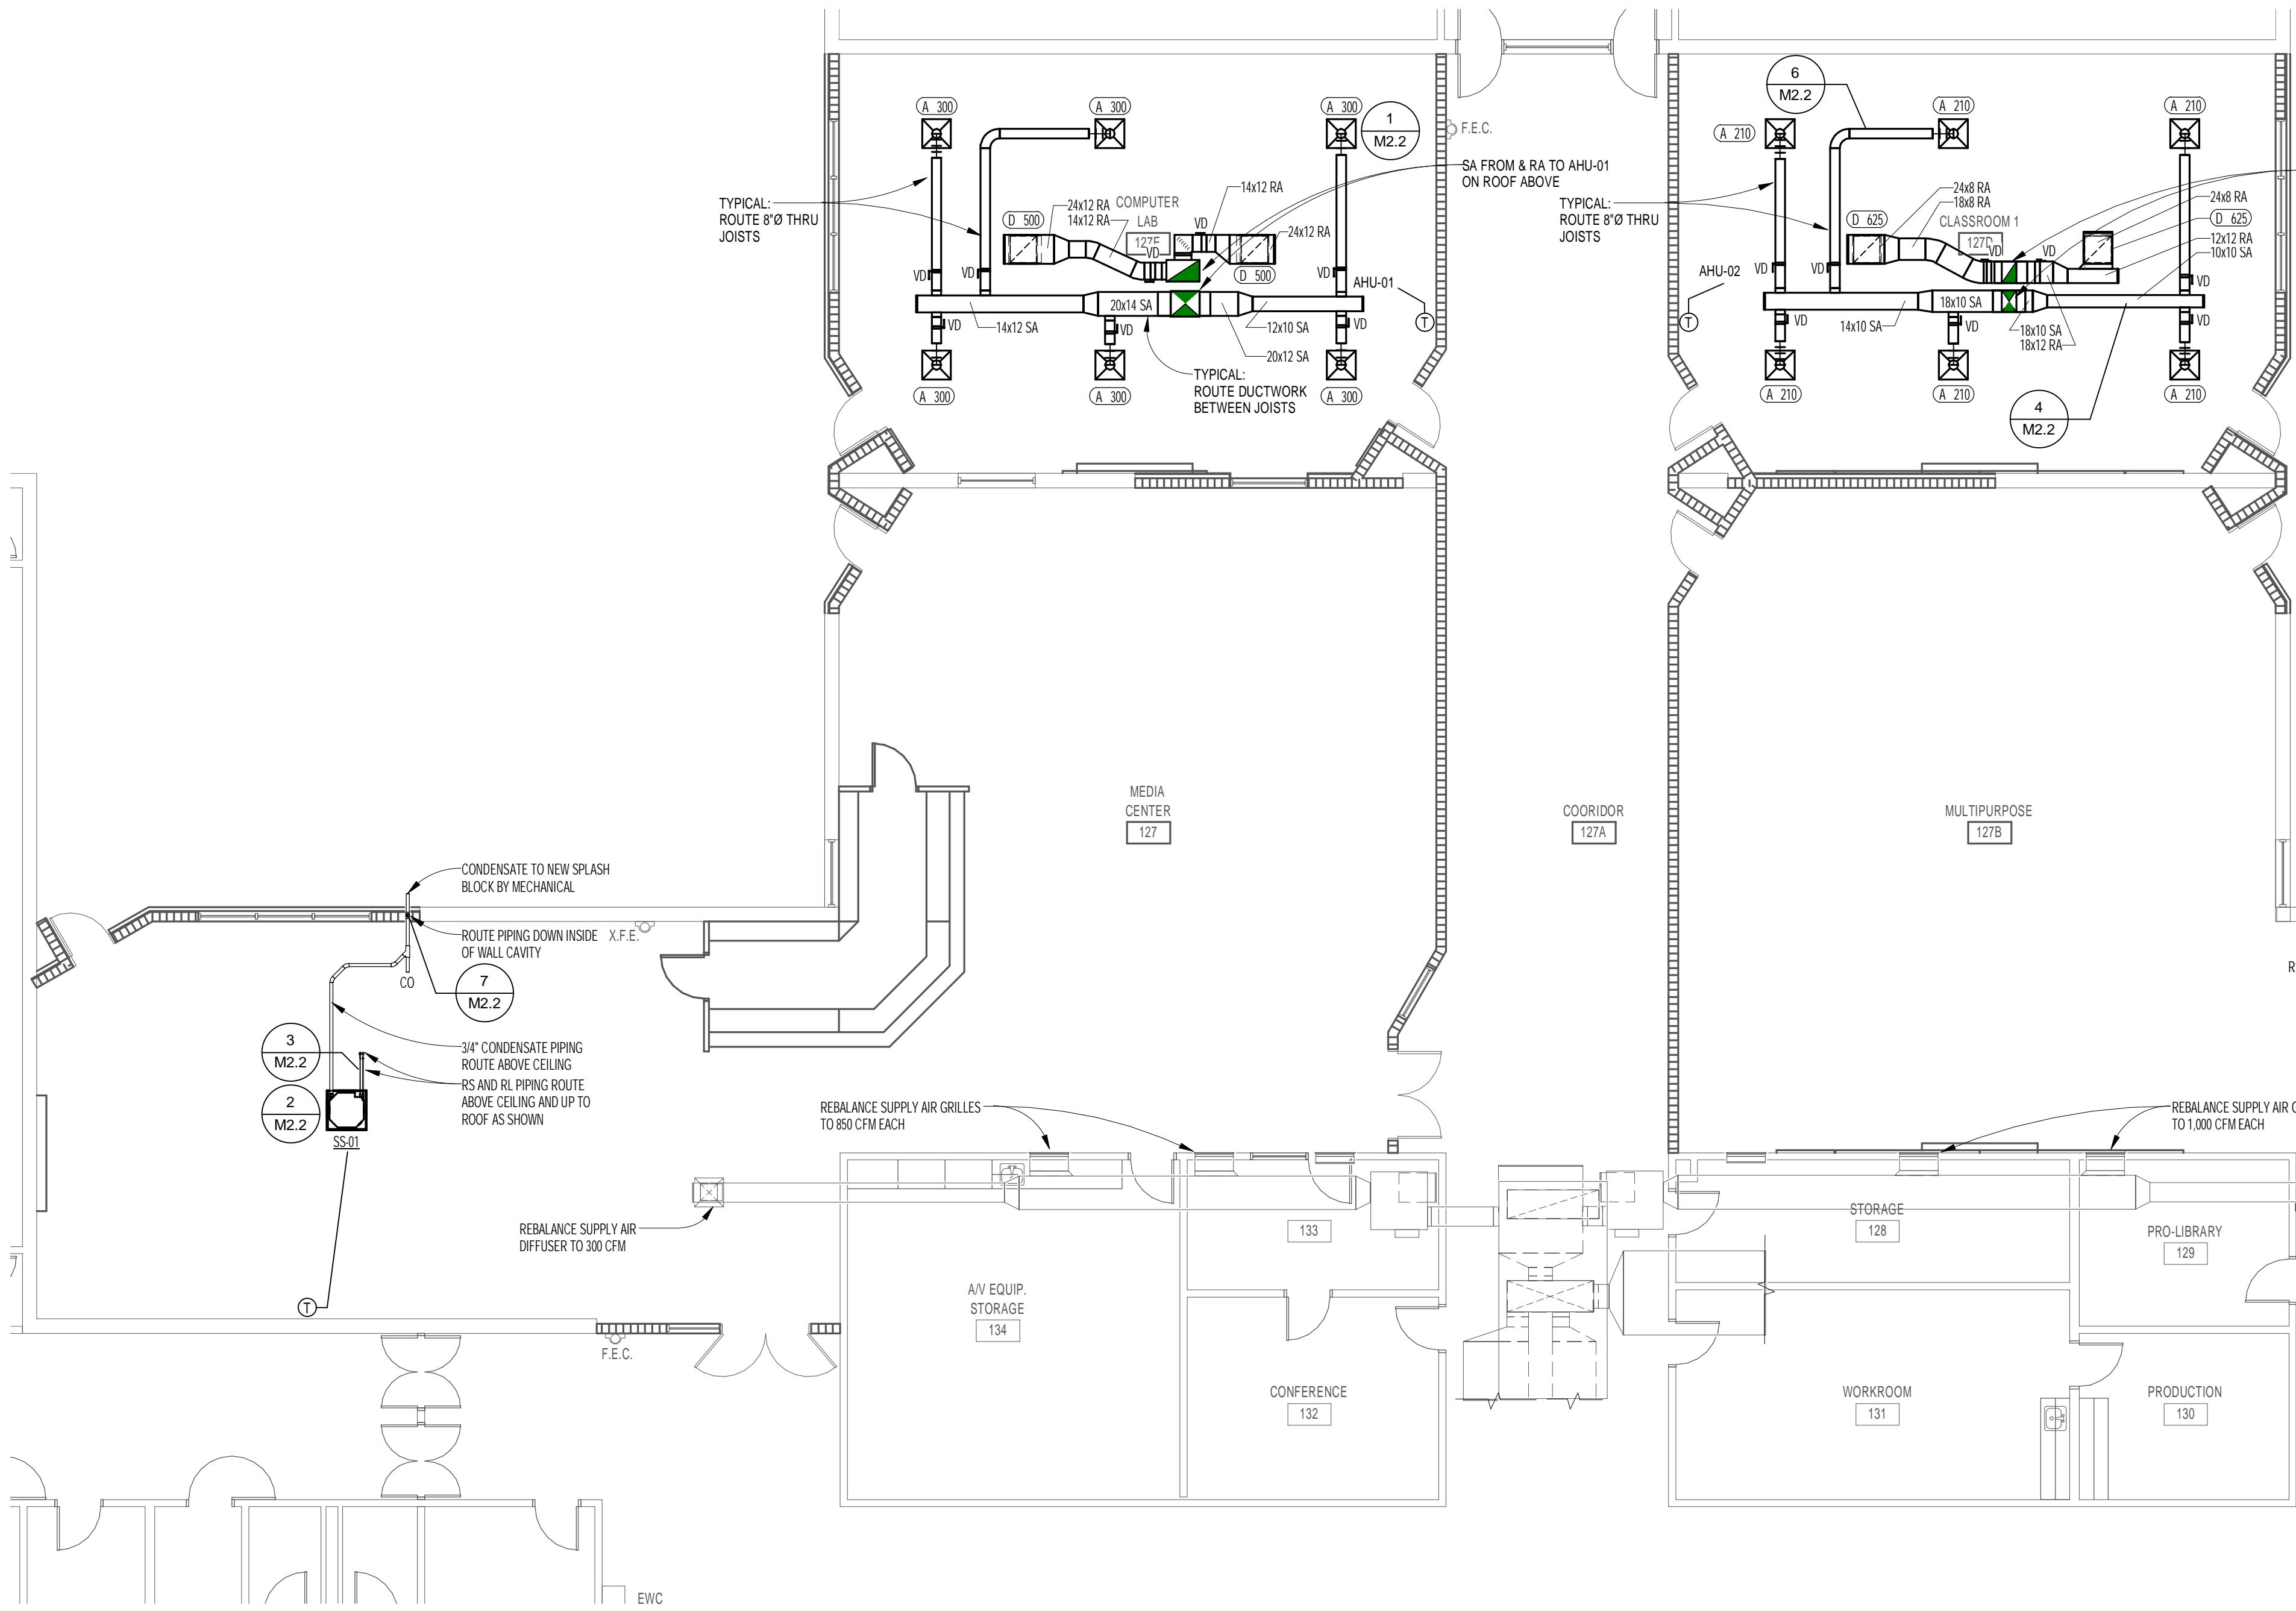 6
M2.2
A 300
A 300
A 300
1
M2.2
F.E.C.
A 210
A 210
A 210
SA FROM & RA TO AHU-01
ON ROOF ABOVE
TYPICAL:
ROUTE 8"Ø THRU
JOISTS
24x12 RA
14x12 RA
COMPUTER
LAB
127E
14x12 RA
VD
VD
24x12 RA
D 500
D 500
VD
VD
VD
14x12 SA
20x14 SA
12x10 SA
20x12 SA
AHU-01
T
VD
VD
VD
A 300
A 300
A 300
TYPICAL:
ROUTE DUCTWORK
BETWEEN JOISTS
TYPICAL:
ROUTE 8"Ø THRU
JOISTS
24x8 RA
18x8 RA
D 625
CLASSROOM 1
127D
VD
VD
24x8 RA
D 625
12x12 RA
10x10 SA
AHU-02
T
VD
VD
VD
14x10 SA
18x10 SA
18x10 SA
18x12 RA
VD
VD
VD
A 210
A 210
A 210
4
M2.2
MEDIA
CENTER
127
COORIDOR
127A
MULTIPURPOSE
127B
CONDENSATE TO NEW SPLASH
BLOCK BY MECHANICAL
ROUTE PIPING DOWN INSIDE
OF WALL CAVITY
X.F.E.
CO
7
M2.2
R
3
M2.2
3/4" CONDENSATE PIPING
ROUTE ABOVE CEILING
RS AND RL PIPING ROUTE
ABOVE CEILING AND UP TO
ROOF AS SHOWN
2
M2.2
SS-01
REBALANCE SUPPLY AIR GRILLES
TO 850 CFM EACH
REBALANCE SUPPLY AIR G
TO 1,000 CFM EACH
REBALANCE SUPPLY AIR
DIFFUSER TO 300 CFM
133
STORAGE
128
PRO-LIBRARY
129
T
A/V EQUIP.
STORAGE
134
F.E.C.
CONFERENCE
132
WORKROOM
131
PRODUCTION
130
EWC